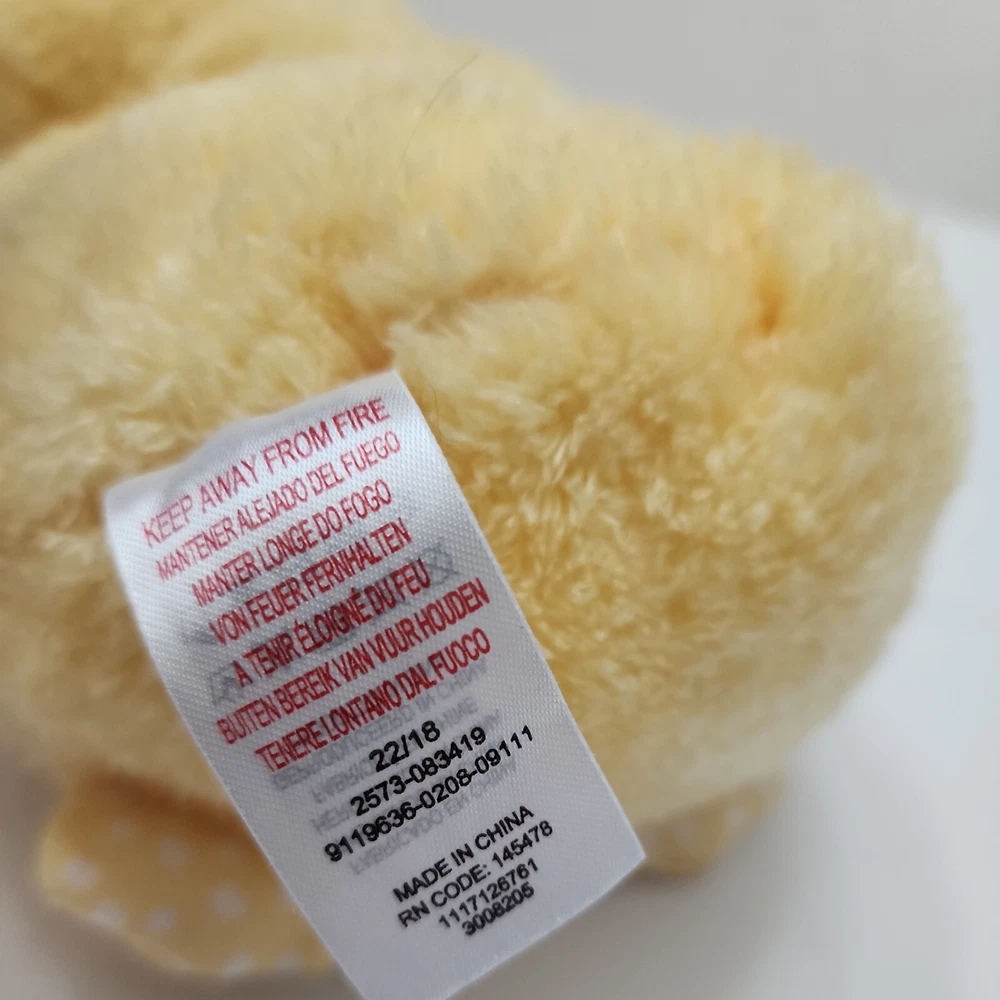 KEEP AWAY FROM FIRE
MANTENER ALEJADO DEL FUEGO
MANTER LONGE DO FOGO
VON FEUER FERNHALTEN
A TENIR ÉLOIGNÉ DU FEU
BUITEN BEREIK VAN VUUR HOUDEN
TENERE LONTANO DAL FUOCO
22/18
2573-083419
9119636-0208-09111
MADE IN CHINA
RN CODE: 145478
1117126761
3008205